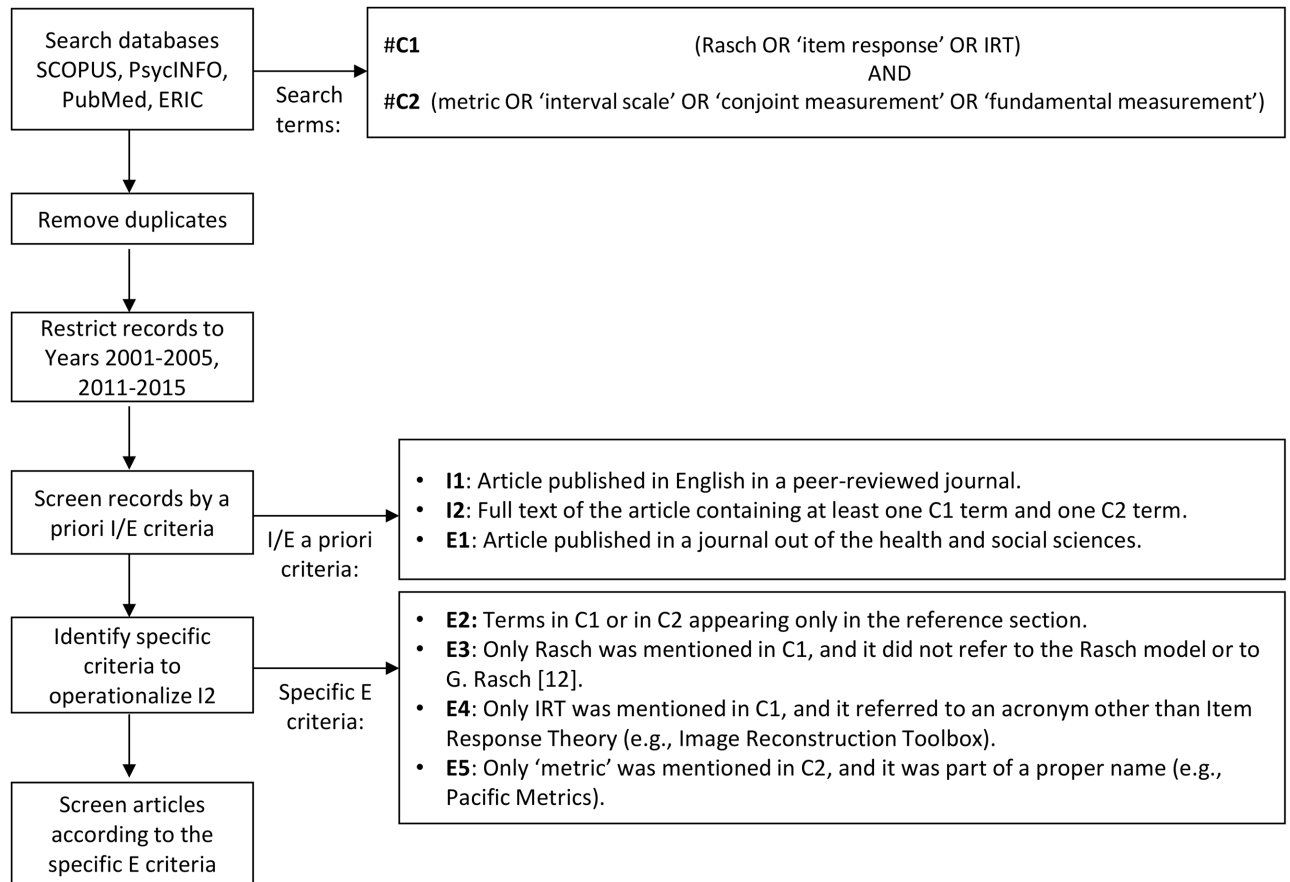 Search databases
SCOPUS, PsycINFO,
PubMed, ERIC
Search
terms:
#C1 (Rasch OR ‘item response’ OR IRT)
AND
#C2 (metric OR ‘interval scale’ OR ‘conjoint measurement’ OR ‘fundamental measurement’)
Remove duplicates
Restrict records to
Years 2001-2005,
2011-2015
Screen records by a
priori I/E criteria
I/E a priori
criteria:
• I1: Article published in English in a peer-reviewed journal.
• I2: Full text of the article containing at least one C1 term and one C2 term.
• E1: Article published in a journal out of the health and social sciences.
Identify specific
criteria to
operationalize I2
Specific E
criteria:
• E2: Terms in C1 or in C2 appearing only in the reference section.
• E3: Only Rasch was mentioned in C1, and it did not refer to the Rasch model or to
G. Rasch [12].
• E4: Only IRT was mentioned in C1, and it referred to an acronym other than Item
Response Theory (e.g., Image Reconstruction Toolbox).
• E5: Only ‘metric’ was mentioned in C2, and it was part of a proper name (e.g.,
Pacific Metrics).
Screen articles
according to the
specific E criteria